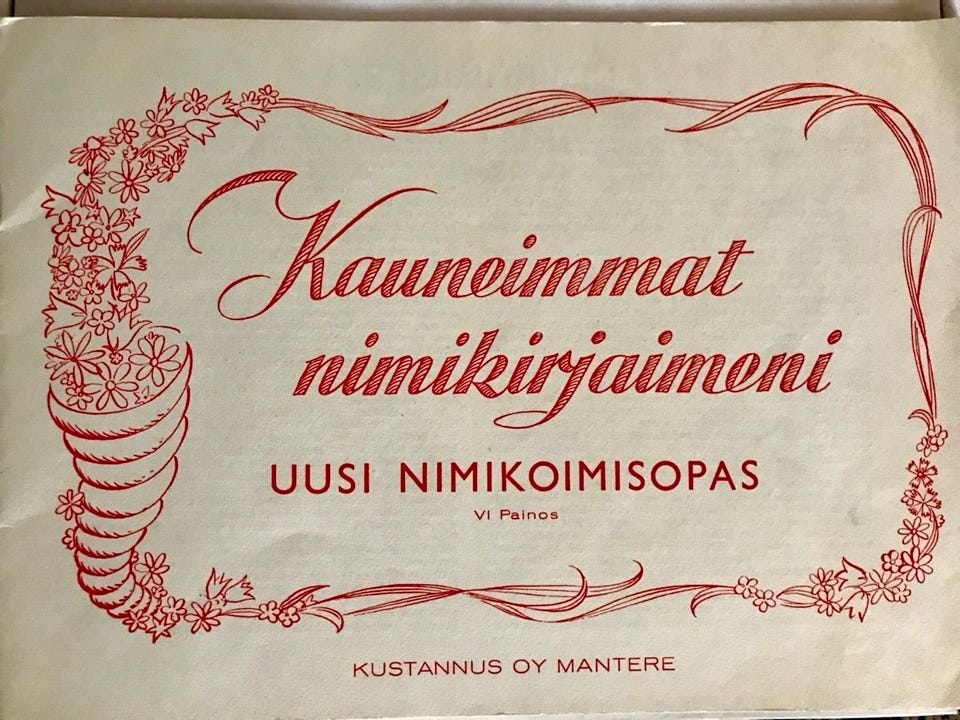 Kauneimmat
nimikirjaimeni
UUSI NIMIKOIMISOPAS
VI Painos
KUSTANNUS OY MANTERE